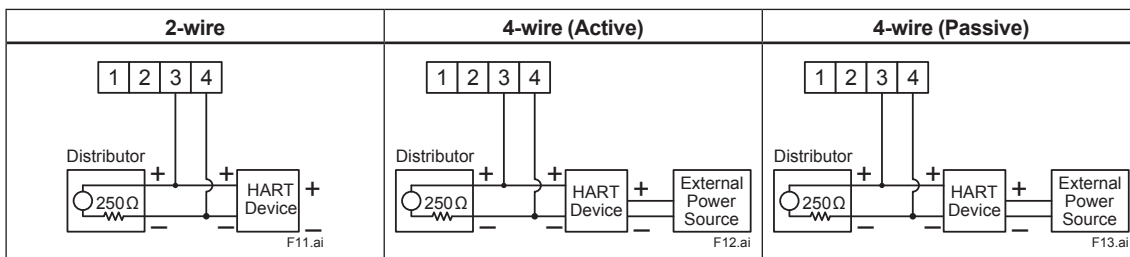 2-wire
4-wire (Active)
4-wire (Passive)
1 2 3 4
Distributor
+ +
250Ω
HART
Device
+
− −
−
F11.ai
1 2 3 4
Distributor
+ +
250Ω
HART
Device
+
External
Power
Source
− −
−
F12.ai
1 2 3 4
Distributor
+ +
250Ω
HART
Device
+
External
Power
Source
− −
−
F13.ai